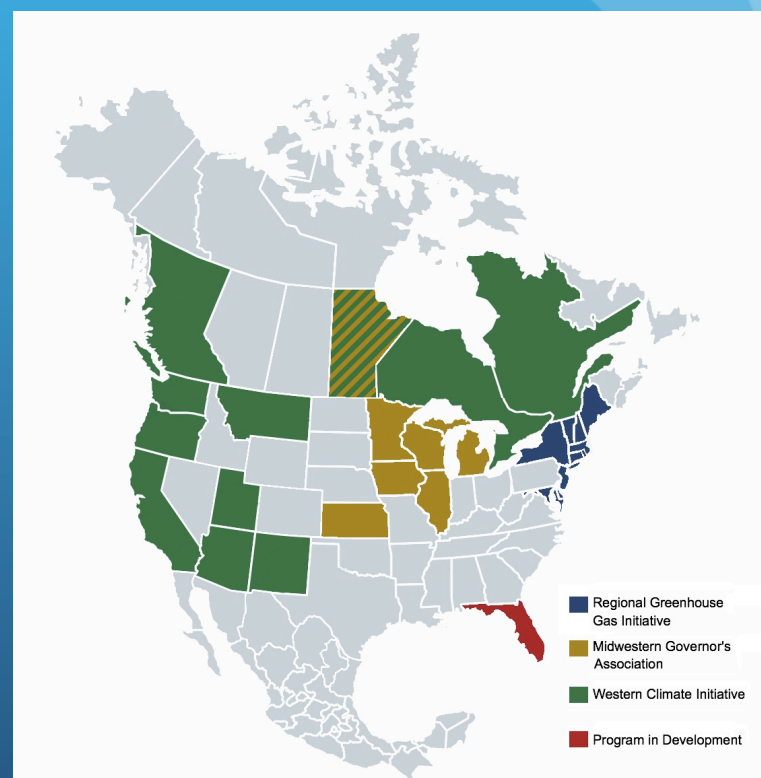 Regional Greenhouse
Gas Initiative
Midwestern Governor's
Association
Western Climate Initiative
Program in Development